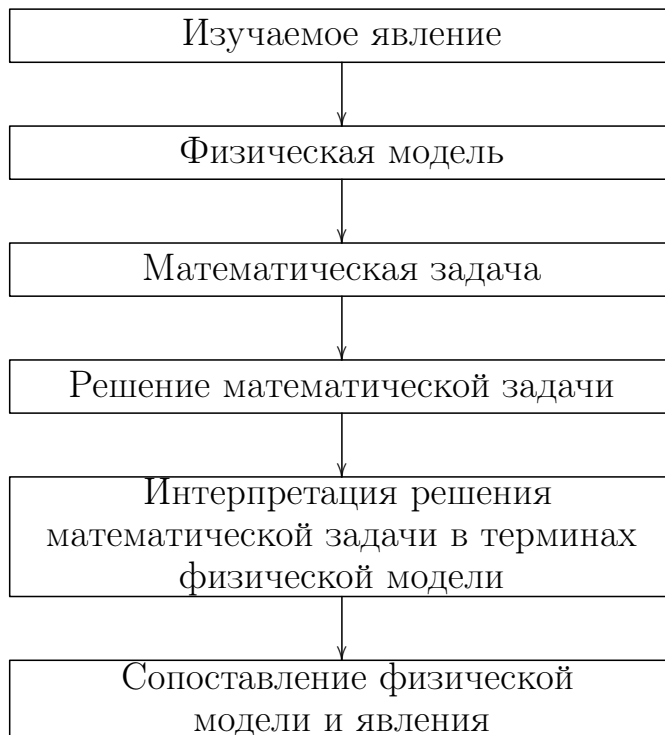 Изучаемое явление
Физическая модель
Математическая задача
Решение математической задачи
Интерпретация решения
математической задачи в терминах
физической модели
Сопоставление физической
модели и явления